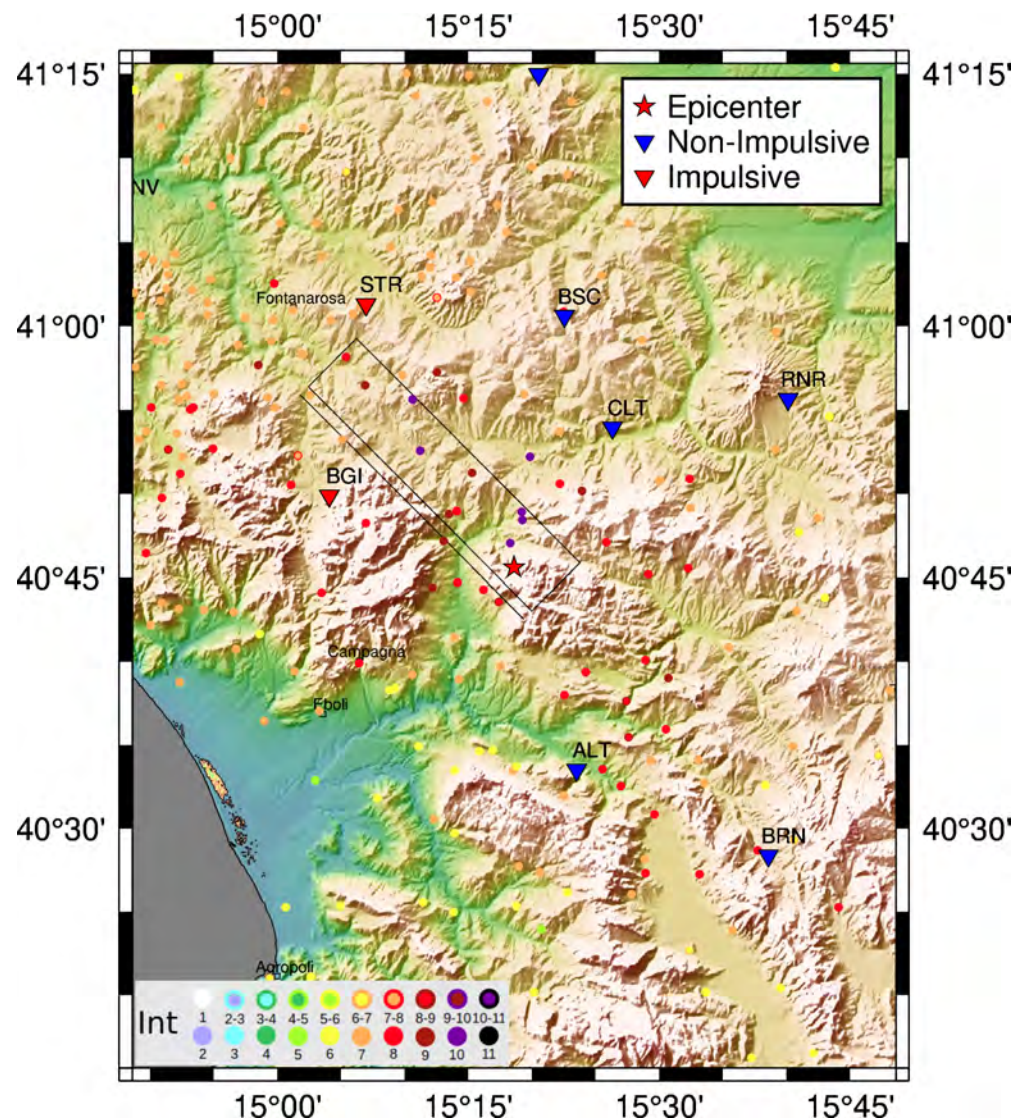 15°00' 15°15' 15°30' 15°45'
41°15' 41°15'
Epicenter
Non-Impulsive
Impulsive
NV
STR
Fontanarosa
BSC
41°00' 41°00'
RNR
CLT
BGI
40°45' 40°45'
Campagna
Eboli
ALT
40°30' 40°30'
BRN
Agropoli
Int
1 2-3 3-4 4-5 5-6 6-7 7-8 8-9 9-10 10-11
2 3 4 5 6 7 8 9 10 11
15°00' 15°15' 15°30' 15°45'